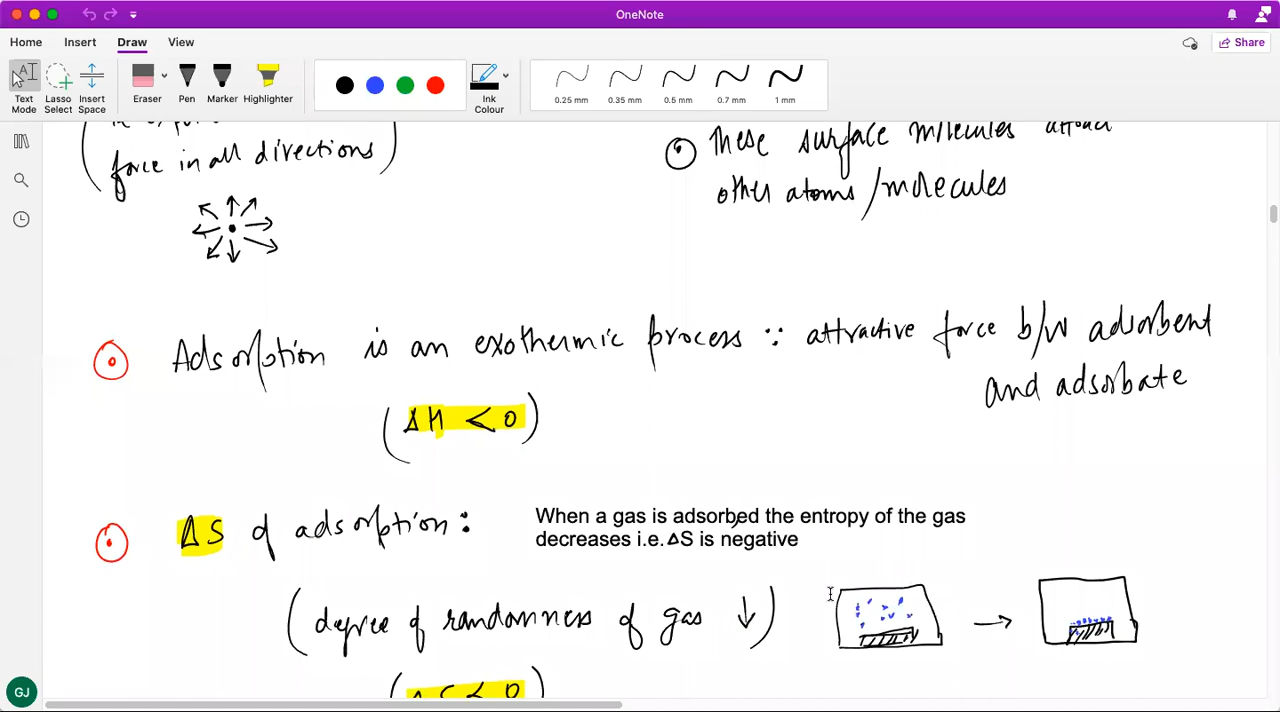 OneNote
Home Insert Draw View
Share
Text Mode
Lasso Select
Insert Space
Eraser
Pen
Marker
Highlighter
Ink Colour
0.25 mm
0.35 mm
0.5 mm
0.7 mm
1 mm
force in all directions)
These surface molecules attract
other atoms/molecules
Adsorption is an exothermic process ∵ attractive force b/w adsorbent
and adsorbate
(ΔH < 0)
ΔS of adsorption:
When a gas is adsorbed the entropy of the gas
decreases i.e. ΔS is negative
(degree of randomness of gas ↓)
(ΔS < 0)
GJ